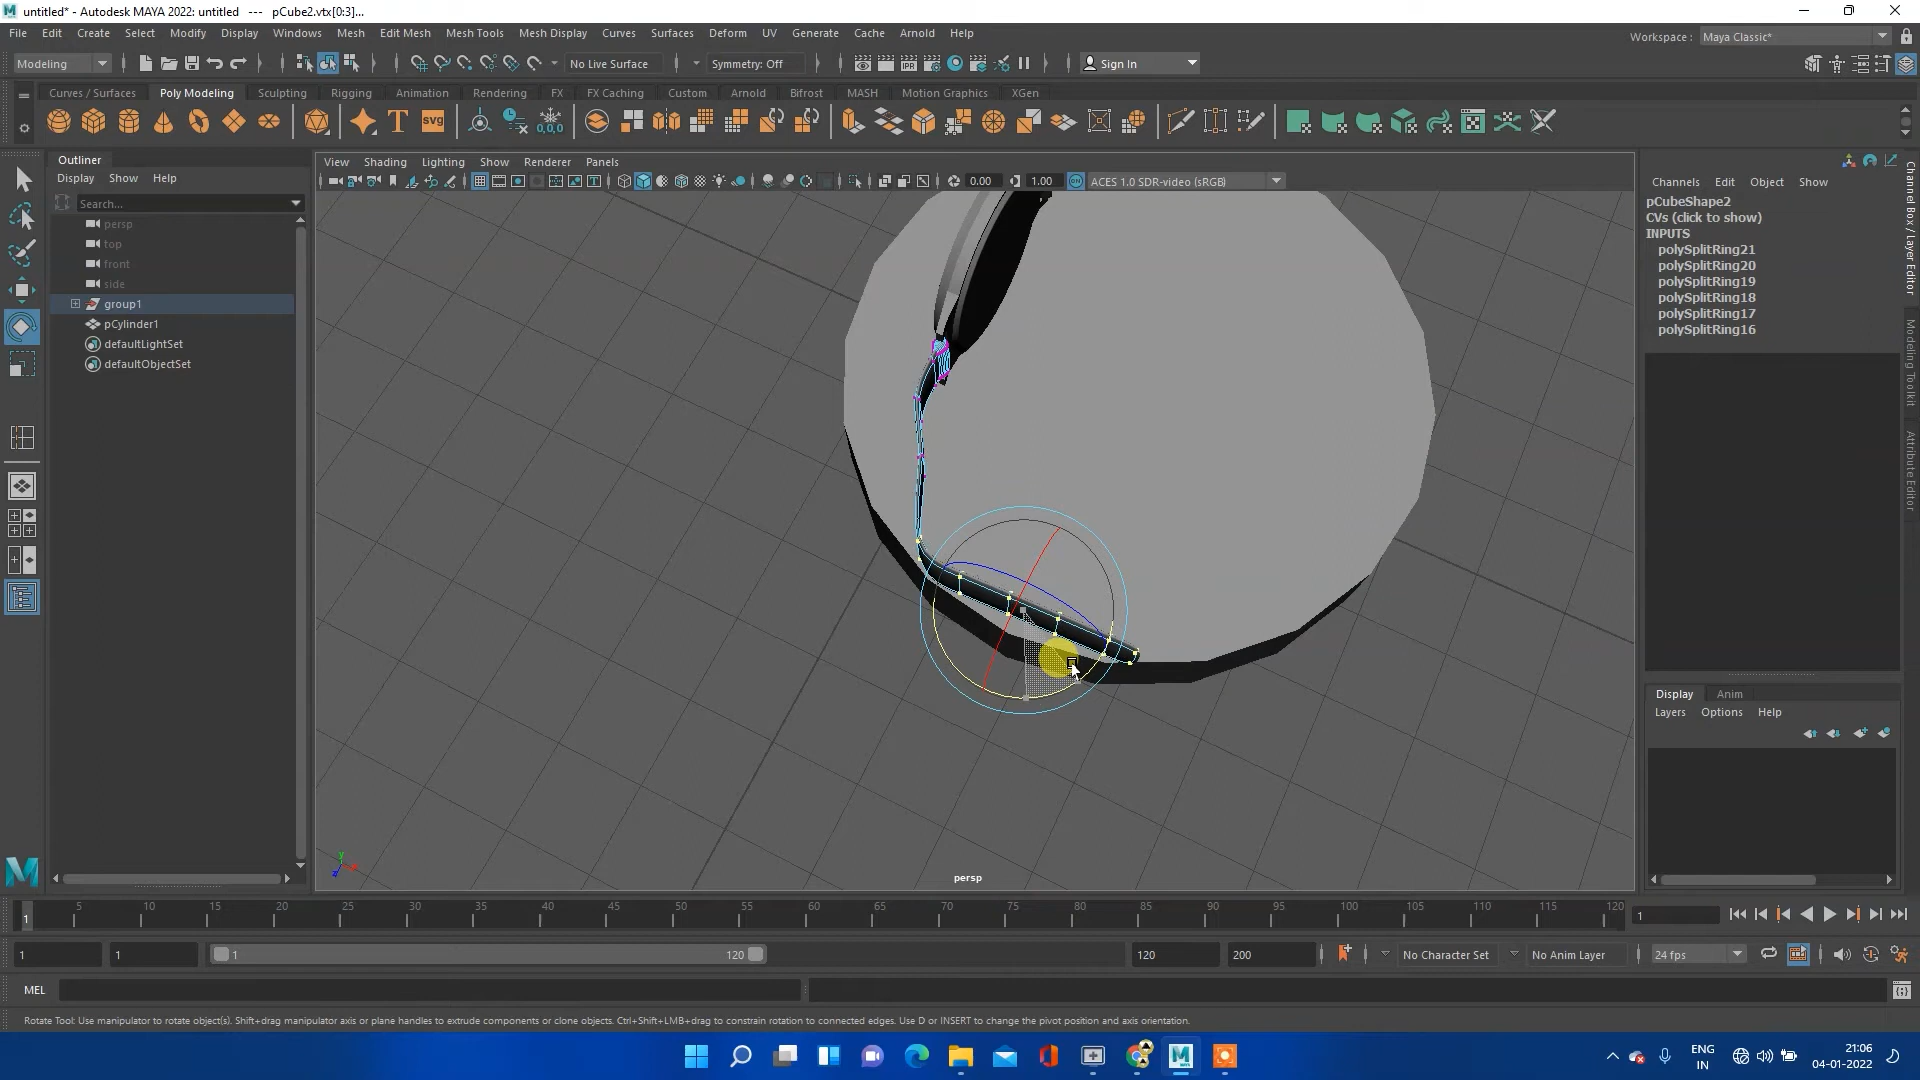 untitled* - Autodesk MAYA 2022: untitled   ---   pCube2.vtx[0:3]...
File Edit Create Select Modify Display Windows Mesh Edit Mesh Mesh Tools Mesh Display Curves Surfaces Deform UV Generate Cache Arnold Help
Workspace : Maya Classic*
Modeling No Live Surface Symmetry: Off Sign In
Curves / Surfaces Poly Modeling Sculpting Rigging Animation Rendering FX FX Caching Custom Arnold Bifrost MASH Motion Graphics XGen
Outliner
Display Show Help
Search...
persp
top
front
side
group1
pCylinder1
defaultLightSet
defaultObjectSet
View Shading Lighting Show Renderer Panels
0.00 1.00 ACES 1.0 SDR-video (sRGB)
persp
Channels Edit Object Show
pCubeShape2
CVs (click to show)
INPUTS
polySplitRing21
polySplitRing20
polySplitRing19
polySplitRing18
polySplitRing17
polySplitRing16
Channel Box / Layer Editor
Modeling Toolkit
Attribute Editor
Display Anim
Layers Options Help
1 5 10 15 20 25 30 35 40 45 50 55 60 65 70 75 80 85 90 95 100 105 110 115 120 1
1 1 1 120 120 200 No Character Set No Anim Layer 24 fps
MEL
Rotate Tool: Use manipulator to rotate object(s). Shift+drag manipulator axis or plane handles to extrude components or clone objects. Ctrl+Shift+LMB+drag to constrain rotation to connected edges. Use D or INSERT to change the pivot position and axis orientation.
ENG
IN
21:06
04-01-2022